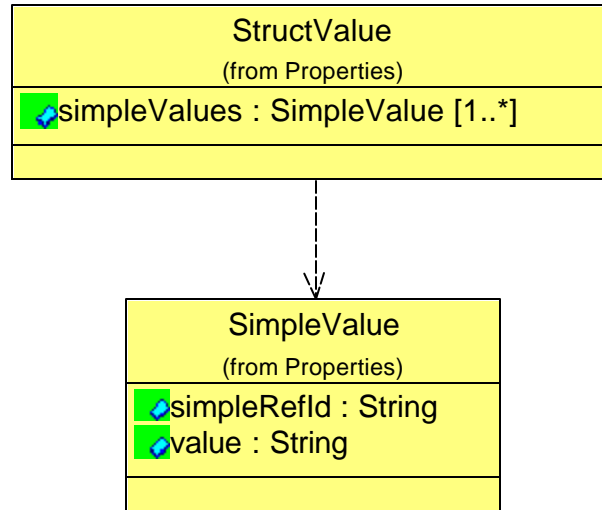 StructValue
(from Properties)
simpleValues : SimpleValue [1..*]
SimpleValue
(from Properties)
simpleRefId : String
value : String